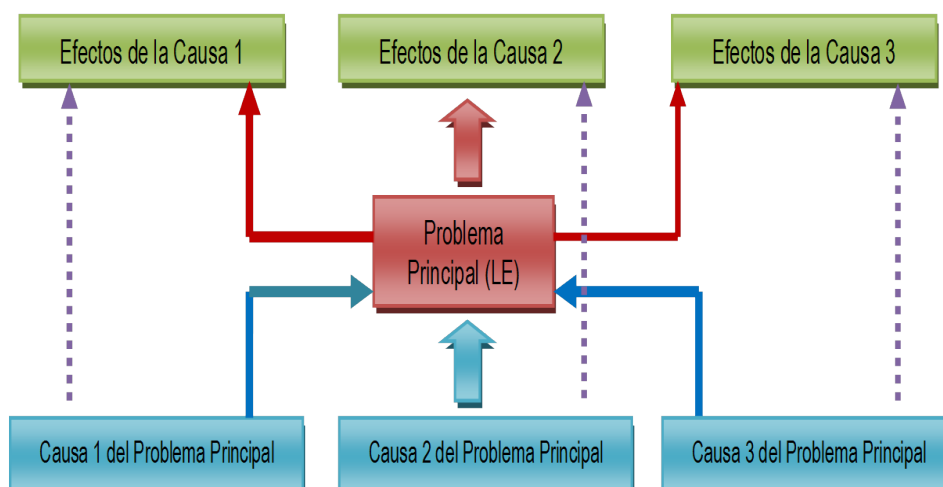 Efectos de la Causa 1
Efectos de la Causa 2
Efectos de la Causa 3
Problema
Principal (LE)
Causa 1 del Problema Principal
Causa 2 del Problema Principal
Causa 3 del Problema Principal